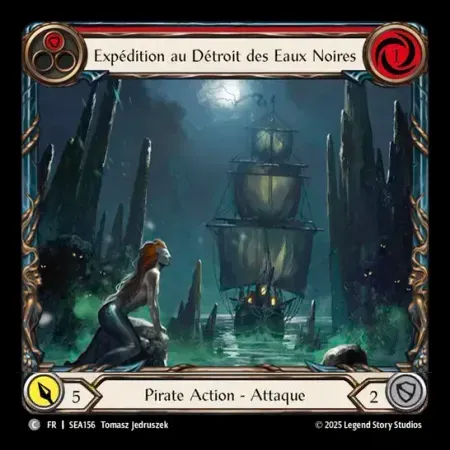 Expédition au Détroit des Eaux Noires
1
5
Pirate Action - Attaque
2
C FR | SEA156 Tomasz Jedruszek
© 2025 Legend Story Studios